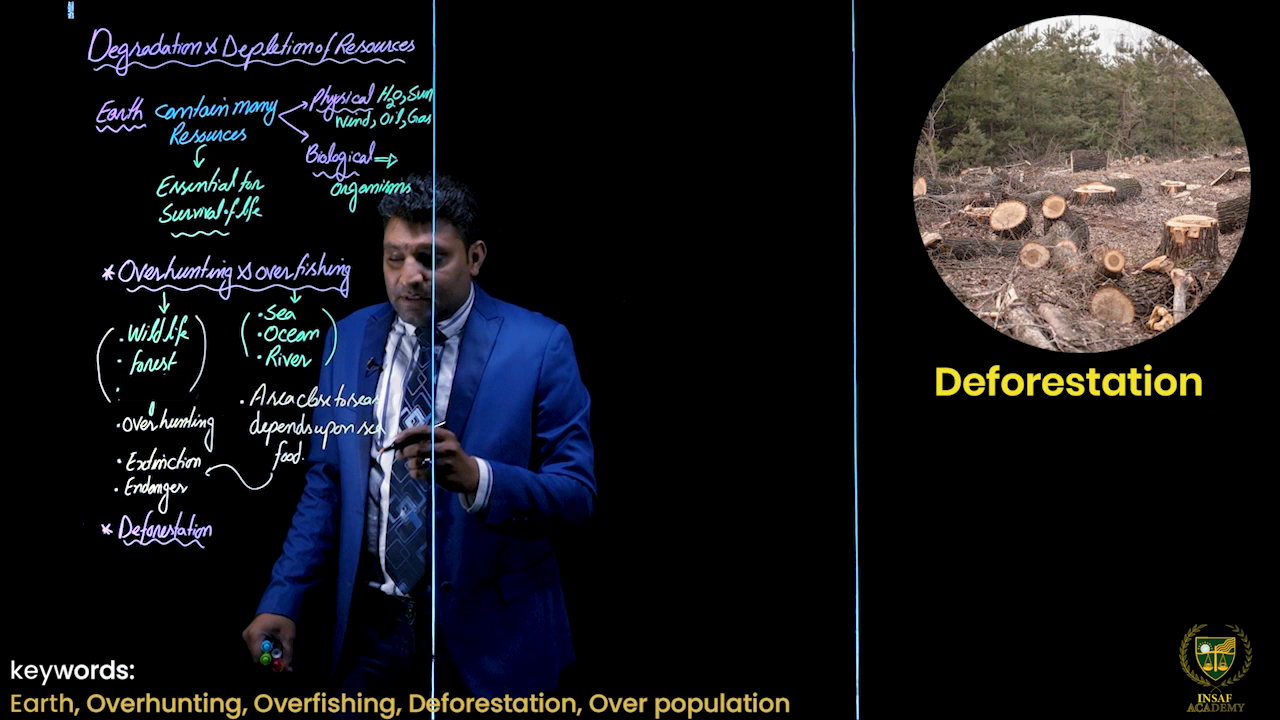 Degradation & Depletion of Resources
Earth contain many Resources
Physical H2O, Sun
Wind, Oil, Gas
Biological ⇒
organisms
Essential for
Survival of life
* Overhunting & overfishing
· Wildlife
· forest
· Sea
· Ocean
· River
· overhunting
· Extinction
· Endanger
· Area close to sea
depends upon sea
food.
* Deforestation
Deforestation
keywords:
Earth, Overhunting, Overfishing, Deforestation, Over population
INSAF
ACADEMY